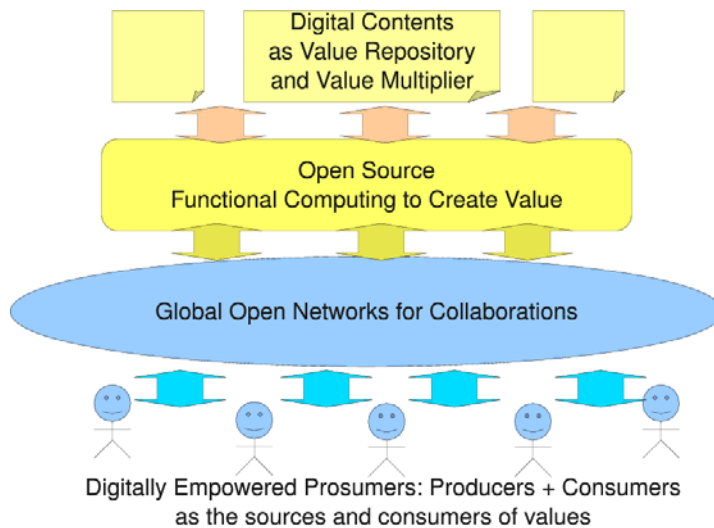 Digital Contents
as Value Repository
and Value Multiplier
Open Source
Functional Computing to Create Value
Global Open Networks for Collaborations
Digitally Empowered Prosumers: Producers + Consumers
as the sources and consumers of values